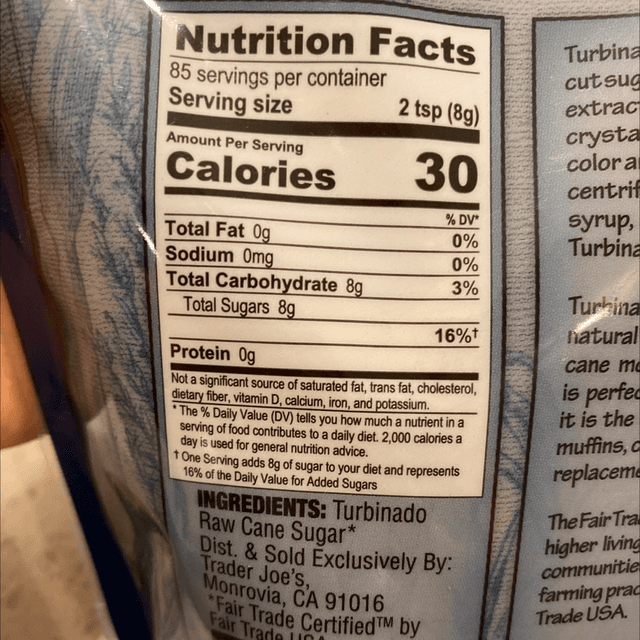 Nutrition Facts
85 servings per container
Serving size 2 tsp (8g)
Amount Per Serving
Calories 30
% DV*
Total Fat 0g 0%
Sodium 0mg 0%
Total Carbohydrate 8g 3%
Total Sugars 8g
16%†
Protein 0g
Not a significant source of saturated fat, trans fat, cholesterol,
dietary fiber, vitamin D, calcium, iron, and potassium.
* The % Daily Value (DV) tells you how much a nutrient in a
serving of food contributes to a daily diet. 2,000 calories a
day is used for general nutrition advice.
† One Serving adds 8g of sugar to your diet and represents
16% of the Daily Value for Added Sugars
INGREDIENTS: Turbinado
Raw Cane Sugar*
Dist. & Sold Exclusively By:
Trader Joe's,
Monrovia, CA 91016
*Fair Trade Certified™ by
Fair Trade USA
Turbina
cut sug
extrac
crysta
color a
centrif
syrup,
Turbina
Turbina
natural
cane mo
is perfec
it is the
muffins, c
replaceme
The Fair Tra
higher living
communitie
farming prac
Trade USA.